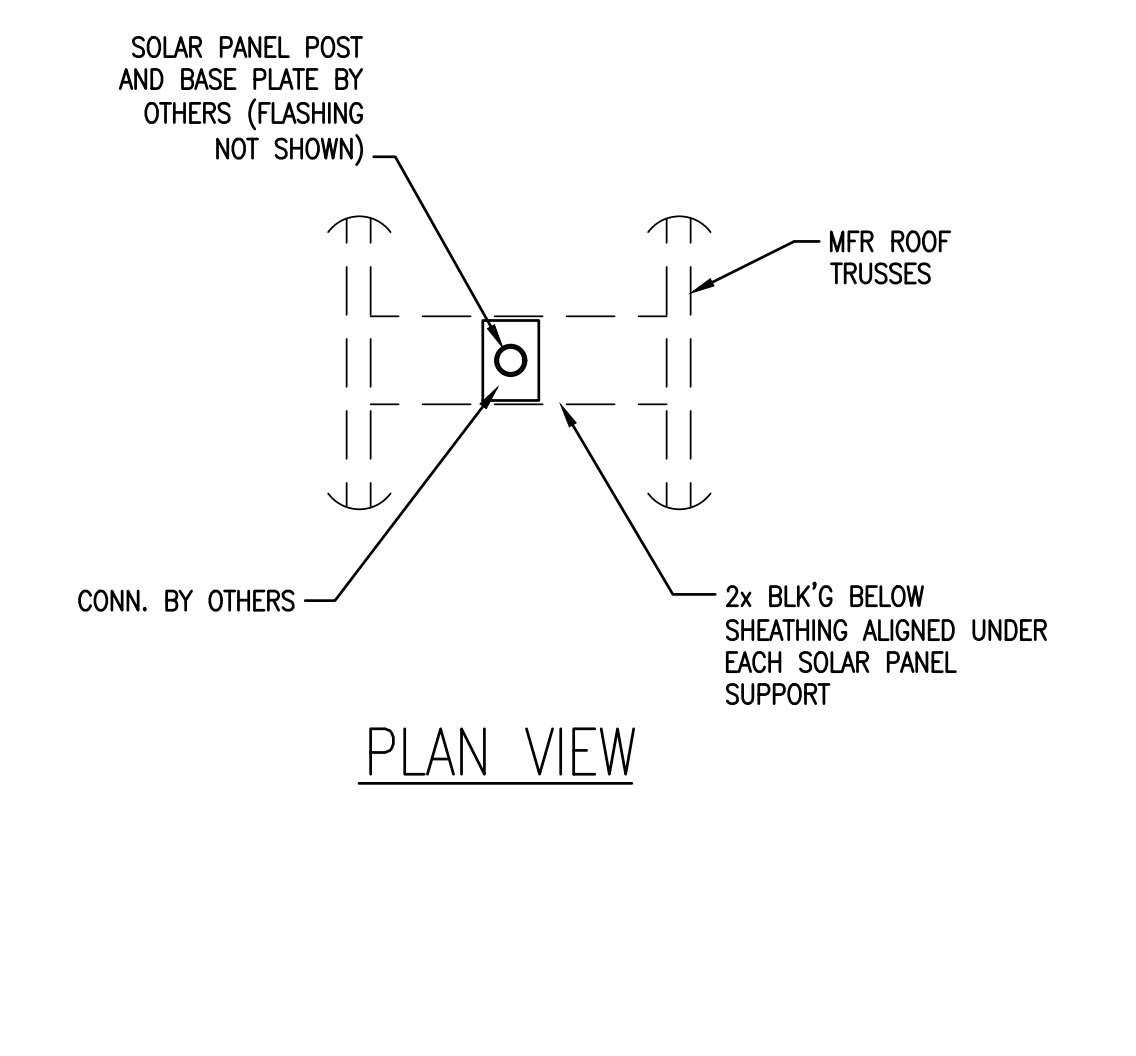 SOLAR PANEL POST
AND BASE PLATE BY
OTHERS (FLASHING
NOT SHOWN)
MFR ROOF
TRUSSES
CONN. BY OTHERS
2x BLK'G BELOW
SHEATHING ALIGNED UNDER
EACH SOLAR PANEL
SUPPORT
PLAN VIEW